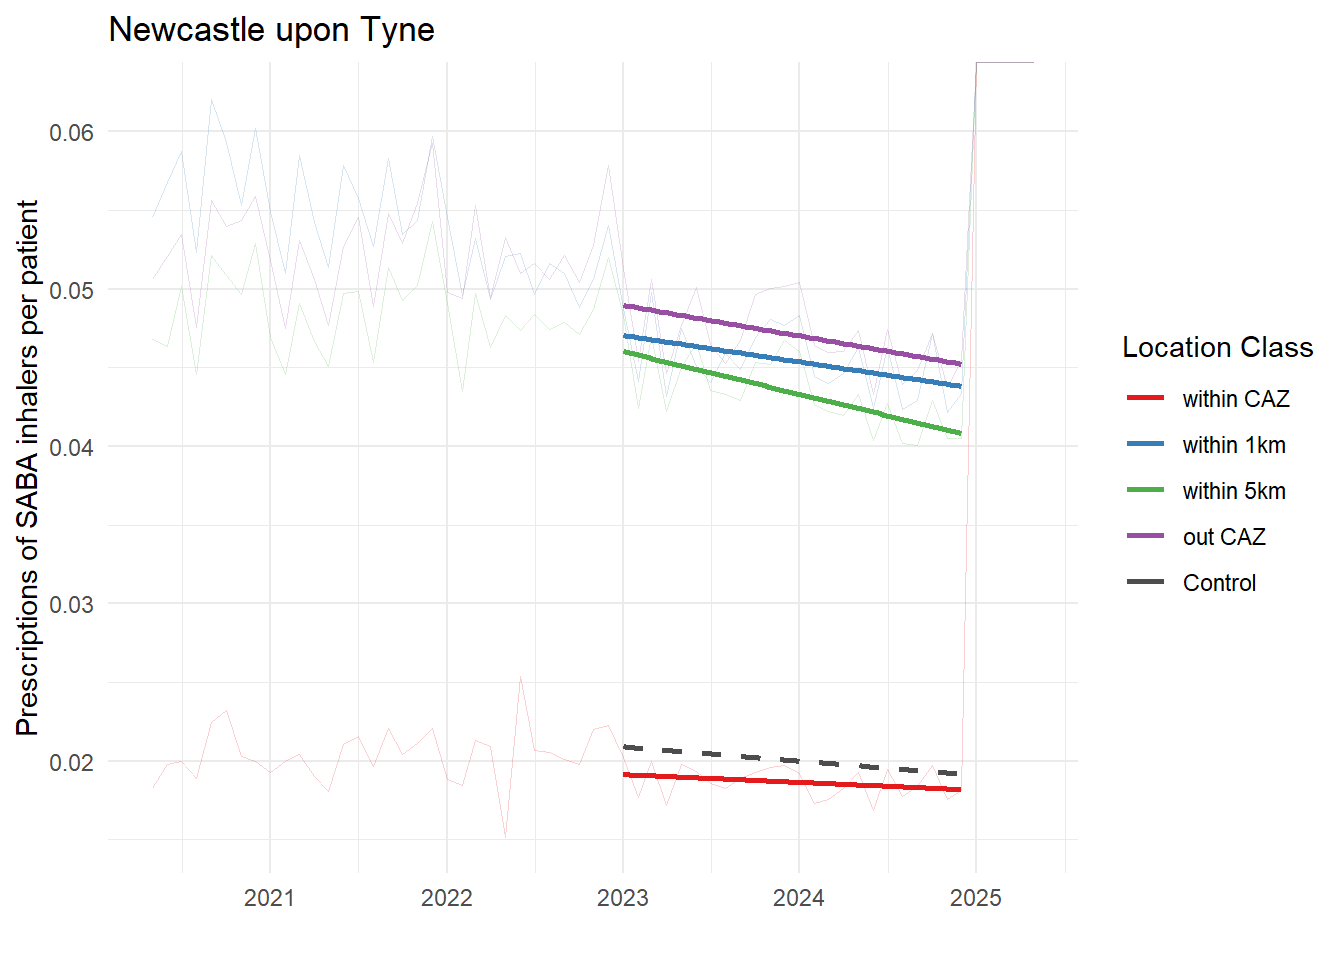 Newcastle upon Tyne
Prescriptions of SABA inhalers per patient
0.06
0.05
0.04
0.03
0.02
2021
2022
2023
2024
2025
Location Class
within CAZ
within 1km
within 5km
out CAZ
Control